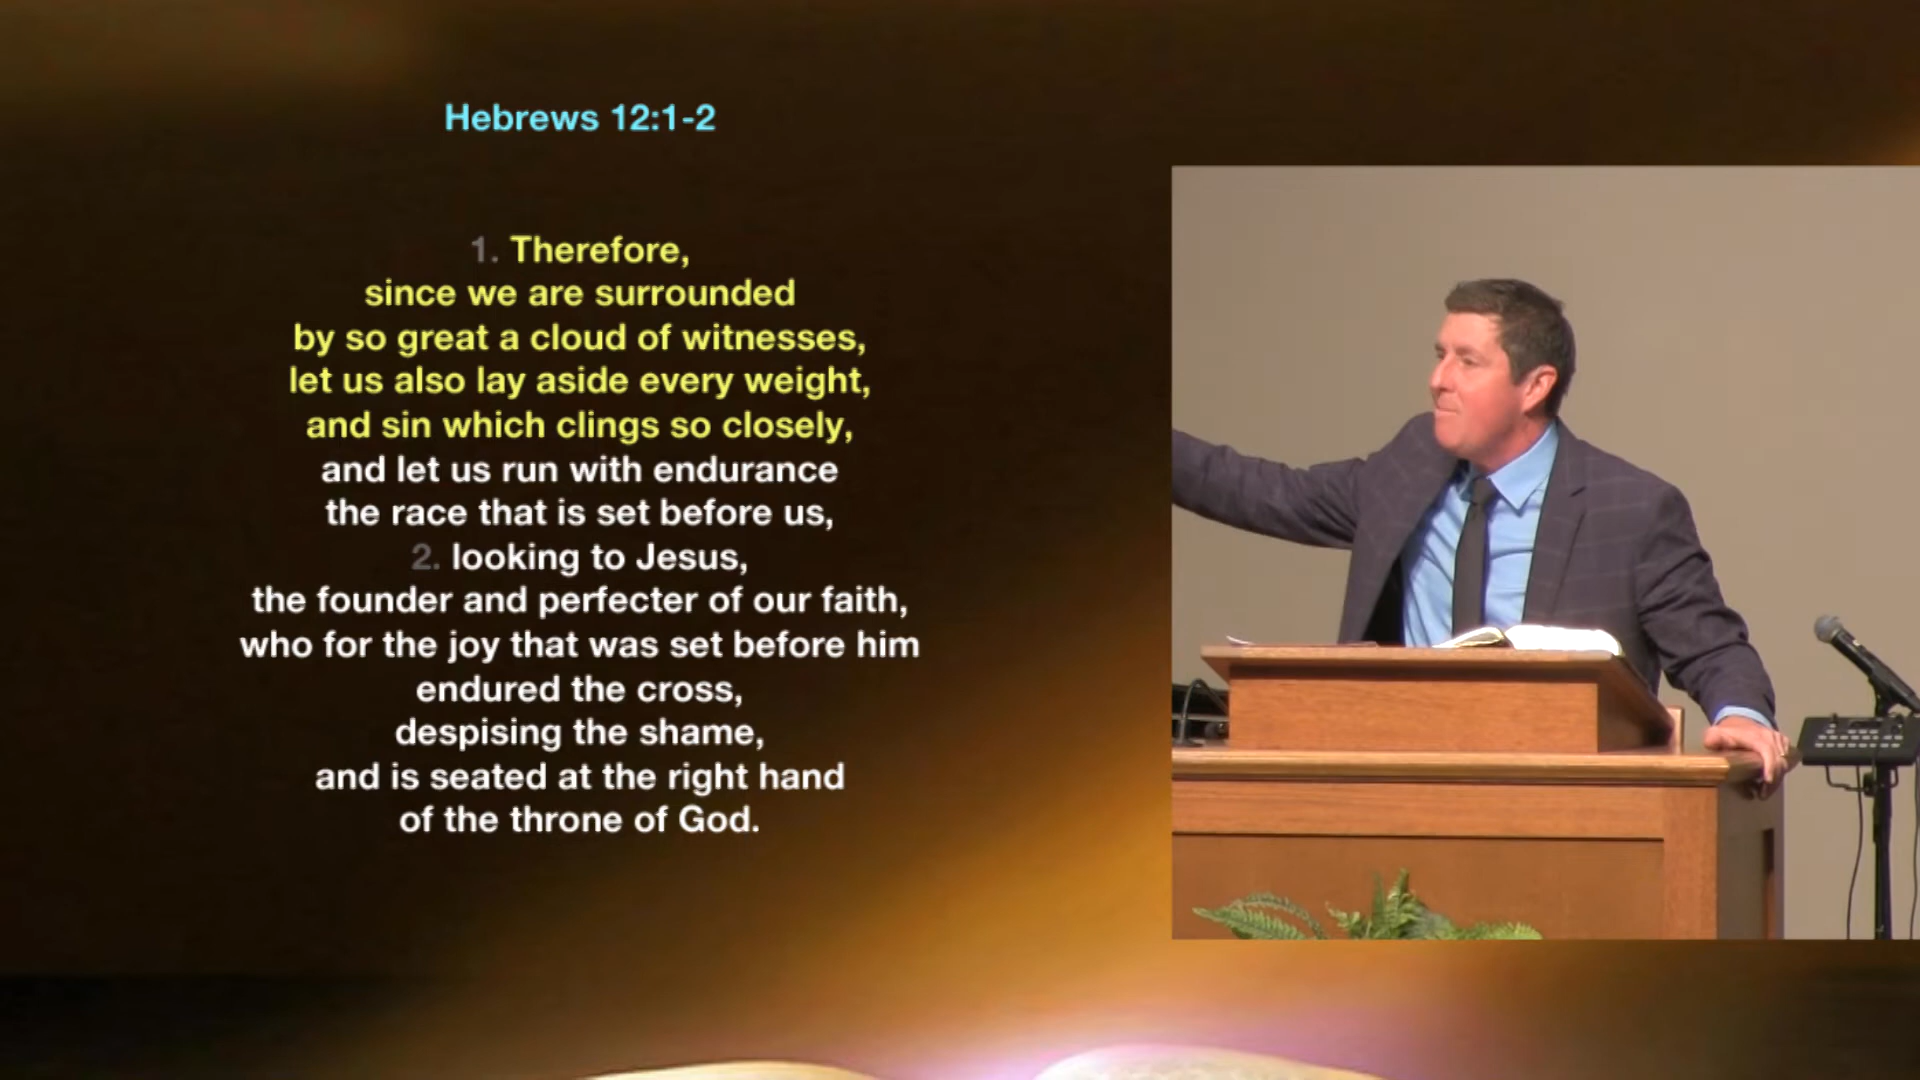 Hebrews 12:1-2
1. Therefore,
since we are surrounded
by so great a cloud of witnesses,
let us also lay aside every weight,
and sin which clings so closely,
and let us run with endurance
the race that is set before us,
2. looking to Jesus,
the founder and perfecter of our faith,
who for the joy that was set before him
endured the cross,
despising the shame,
and is seated at the right hand
of the throne of God.